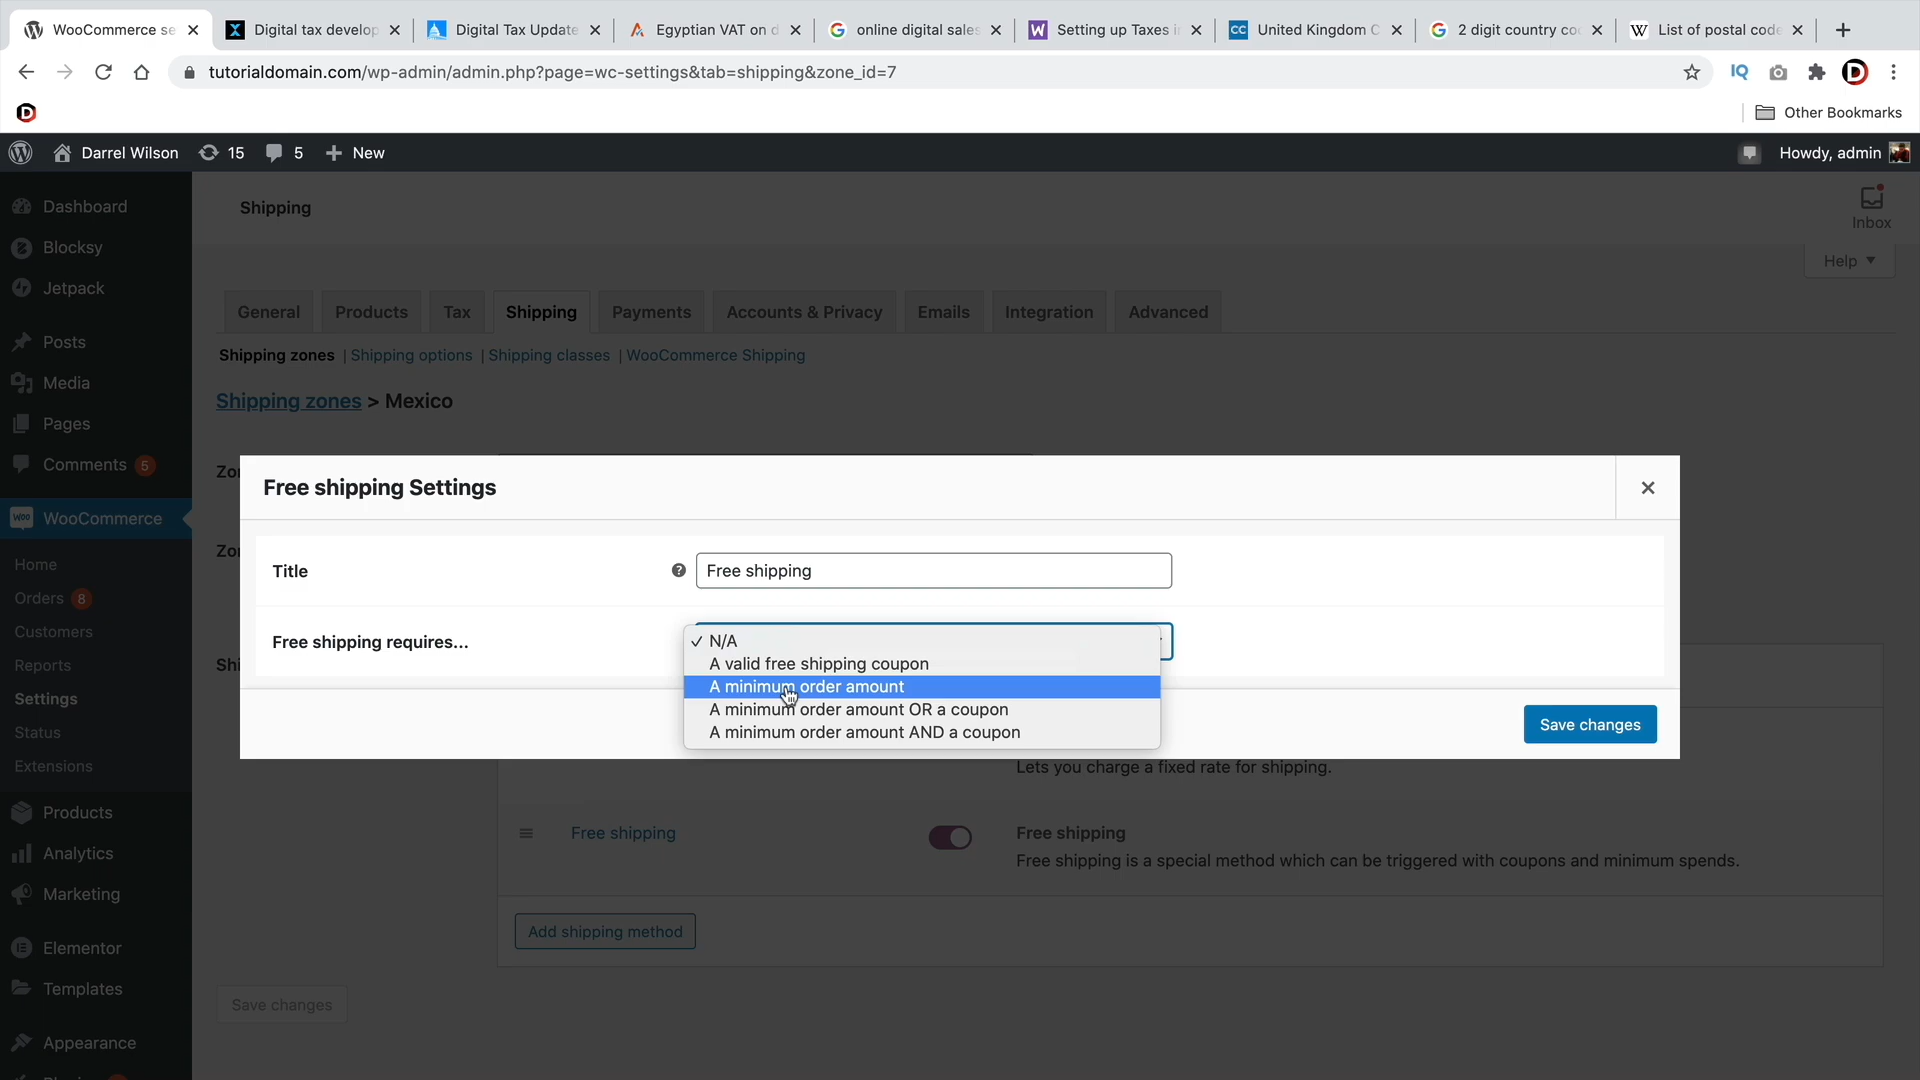 WooCommerce se
Digital tax develop
Digital Tax Update
Egyptian VAT on d
online digital sales
Setting up Taxes in
CC
United Kingdom C
2 digit country co
List of postal code
tutorialdomain.com/wp-admin/admin.php?page=wc-settings&tab=shipping&zone_id=7
IQ
Other Bookmarks
Darrel Wilson
15
5
New
Howdy, admin
Dashboard
Blocksy
Jetpack
Posts
Media
Pages
Comments 5
WooCommerce
Home
Orders 8
Customers
Reports
Settings
Status
Extensions
Products
Analytics
Marketing
Elementor
Templates
Appearance
Shipping
Inbox
Help
General
Products
Tax
Shipping
Payments
Accounts & Privacy
Emails
Integration
Advanced
Shipping zones | Shipping options | Shipping classes | WooCommerce Shipping
Shipping zones > Mexico
Zo
Free shipping Settings
Zo
Title
Free shipping
Free shipping requires...
N/A
A valid free shipping coupon
A minimum order amount
A minimum order amount OR a coupon
A minimum order amount AND a coupon
Shi
Save changes
Lets you charge a fixed rate for shipping.
Free shipping
Free shipping
Free shipping is a special method which can be triggered with coupons and minimum spends.
Add shipping method
Save changes